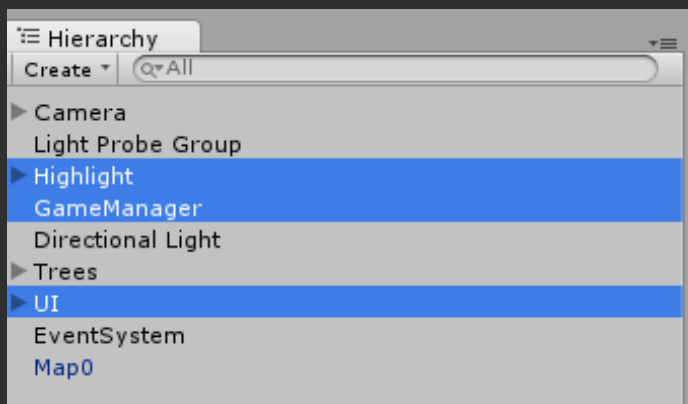 Hierarchy
Create All
Camera
Light Probe Group
Highlight
GameManager
Directional Light
Trees
UI
EventSystem
Map0